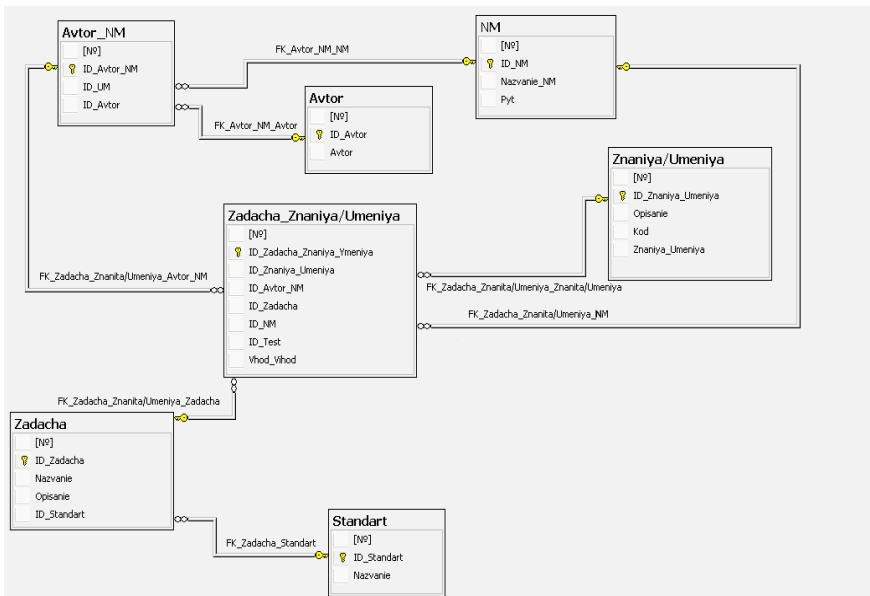 Avtor_NM
[Nº]
ID_Avtor_NM
ID_UM
ID_Avtor
FK_Avtor_NM_NM
NM
[Nº]
ID_NM
Nazvanie_NM
Pyt
FK_Avtor_NM_Avtor
Avtor
[Nº]
ID_Avtor
Avtor
Znaniya/Umeniya
[Nº]
ID_Znaniya_Umeniya
Opisanie
Kod
Znaniya_Umeniya
Zadacha_Znaniya/Umeniya
[Nº]
ID_Zadacha_Znaniya_Ymeniya
ID_Znaniya_Umeniya
ID_Avtor_NM
ID_Zadacha
ID_NM
ID_Test
Vhod_Vihod
FK_Zadacha_Znanita/Umeniya_Avtor_NM
FK_Zadacha_Znanita/Umeniya_Znanita/Umeniya
FK_Zadacha_Znanita/Umeniya_NM
FK_Zadacha_Znanita/Umeniya_Zadacha
Zadacha
[Nº]
ID_Zadacha
Nazvanie
Opisanie
ID_Standart
FK_Zadacha_Standart
Standart
[Nº]
ID_Standart
Nazvanie